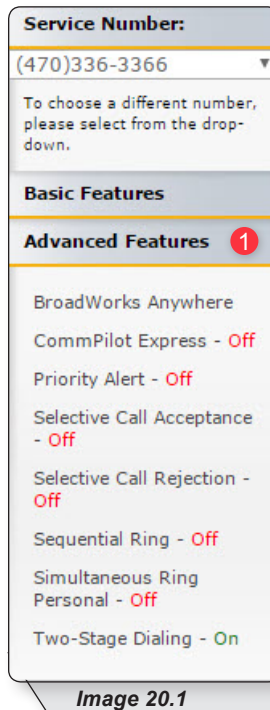 Service Number:
(470)336-3366
To choose a different number,
please select from the drop-
down.
Basic Features
Advanced Features 1
BroadWorks Anywhere
CommPilot Express - Off
Priority Alert - Off
Selective Call Acceptance
- Off
Selective Call Rejection -
Off
Sequential Ring - Off
Simultaneous Ring
Personal - Off
Two-Stage Dialing - On
Image 20.1